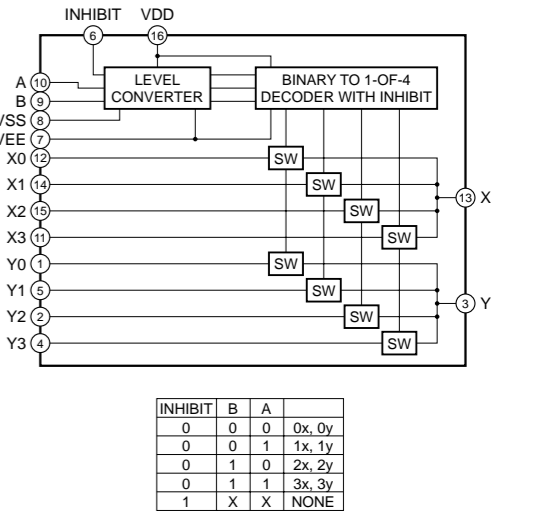 INHIBIT VDD
6 16
A 10 LEVEL CONVERTER BINARY TO 1-OF-4 DECODER WITH INHIBIT
B 9
VSS 8
VEE 7
X0 12 SW
X1 14 SW
13 X
X2 15 SW
X3 11 SW
Y0 1 SW
Y1 5 SW
3 Y
Y2 2 SW
Y3 4 SW
INHIBIT B A
0 0 0 0x, 0y
0 0 1 1x, 1y
0 1 0 2x, 2y
0 1 1 3x, 3y
1 X X NONE